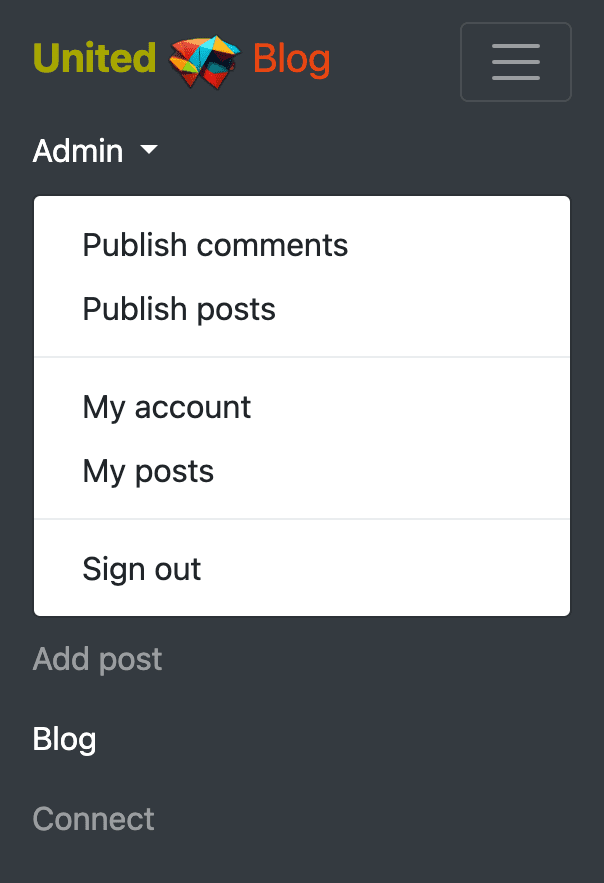 United Blog
Admin
Publish comments
Publish posts
My account
My posts
Sign out
Add post
Blog
Connect